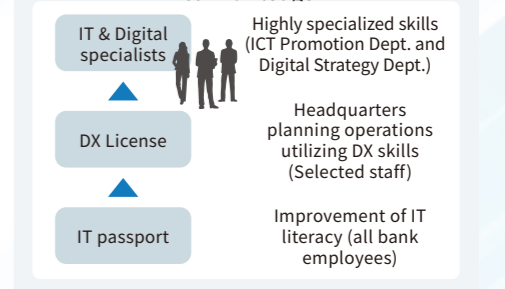 IT & Digital
specialists
Highly specialized skills
(ICT Promotion Dept. and
Digital Strategy Dept.)
DX License
Headquarters
planning operations
utilizing DX skills
(Selected staff)
IT passport
Improvement of IT
literacy (all bank
employees)